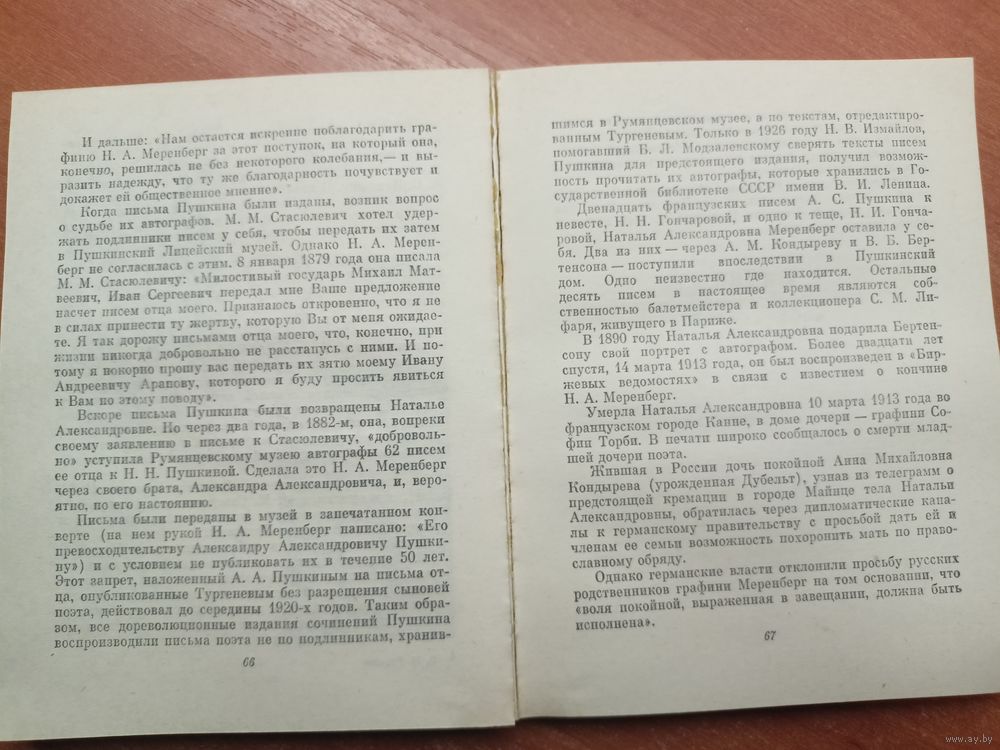 И дальше: «Нам остается искренне поблагодарить гра-
финю Н. А. Меренберг за этот поступок, на который она,
конечно, решилась не без некоторого колебания,— и вы-
разить надежду, что ту же благодарность почувствует и
докажет ей общественное мнение».
Когда письма Пушкина были изданы, возник вопрос
о судьбе их автографов. М. М. Стасюлевич хотел удер-
жать подлинники писем у себя, чтобы передать их затем
в Пушкинский Лицейский музей. Однако Н. А. Мерен-
берг не согласилась с этим. 8 января 1879 года она писала
М. М. Стасюлевичу: «Милостивый государь Михаил Мат-
веевич, Иван Сергеевич передал мне Ваше предложение
насчет писем отца моего. Признаюсь откровенно, что я не
в силах принести ту жертву, которую Вы от меня ожидае-
те. Я так дорожу письмами отца моего, что, конечно, при
жизни никогда добровольно не расстанусь с ними. И по-
тому я покорно прошу вас передать их зятю моему Ивану
Андреевичу Арапову, которого я буду просить явиться
к Вам по этому поводу».
Вскоре письма Пушкина были возвращены Наталье
Александровне. Но через два года, в 1882-м, она, вопреки
своему заявлению в письме к Стасюлевичу, «доброволь-
но» уступила Румянцевскому музею автографы 62 писем
ее отца к Н. Н. Пушкиной. Сделала это Н. А. Меренберг
через своего брата, Александра Александровича, и, веро-
ятно, по его настоянию.
Письма были переданы в музей в запечатанном кон-
верте (на нем рукой Н. А. Меренберг написано: «Его
превосходительству Александру Александровичу Пушки-
ну») и с условием не публиковать их в течение 50 лет.
Этот запрет, наложенный А. А. Пушкиным на письма от-
ца, опубликованные Тургеневым без разрешения сыновей
поэта, действовал до середины 1920-х годов. Таким обра-
зом, все дореволюционные издания сочинений Пушкина
воспроизводили письма поэта не по подлинникам, хранив-
66
шимся в Румянцевском музее, а по текстам, отредактиро-
ванным Тургеневым. Только в 1926 году Н. В. Измайлов,
помогавший Б. Л. Модзалевскому сверять тексты писем
Пушкина для предстоящего издания, получил возмож-
ность прочитать их автографы, которые хранились в Го-
сударственной библиотеке СССР имени В. И. Ленина.
Двенадцать французских писем А. С. Пушкина к
невесте, Н. Н. Гончаровой, и одно к теще, Н. И. Гонча-
ровой, Наталья Александровна Меренберг оставила у се-
бя. Два из них — через А. М. Кондыреву и В. Б. Бер-
тенсона — поступили впоследствии в Пушкинский
дом. Одно неизвестно где находится. Остальные
десять писем в настоящее время являются соб-
ственностью балетмейстера и коллекционера С. М. Ли-
фаря, живущего в Париже.
В 1890 году Наталья Александровна подарила Бертен-
сону свой портрет с автографом. Более двадцати лет
спустя, 14 марта 1913 года, он был воспроизведен в «Бир-
жевых ведомостях» в связи с известием о кончине
Н. А. Меренберг.
Умерла Наталья Александровна 10 марта 1913 года во
французском городе Канне, в доме дочери — графини Со-
фии Торби. В печати широко сообщалось о смерти млад-
шей дочери поэта.
Жившая в России дочь покойной Анна Михайловна
Кондырева (урожденная Дубельт), узнав из телеграмм о
предстоящей кремации в городе Майнце тела Натальи
Александровны, обратилась через дипломатические кана-
лы к германскому правительству с просьбой дать ей и
членам ее семьи возможность похоронить мать по право-
славному обряду.
Однако германские власти отклонили просьбу русских
родственников графини Меренберг на том основании, что
«воля покойной, выраженная в завещании, должна быть
исполнена».
67
www.ay.by